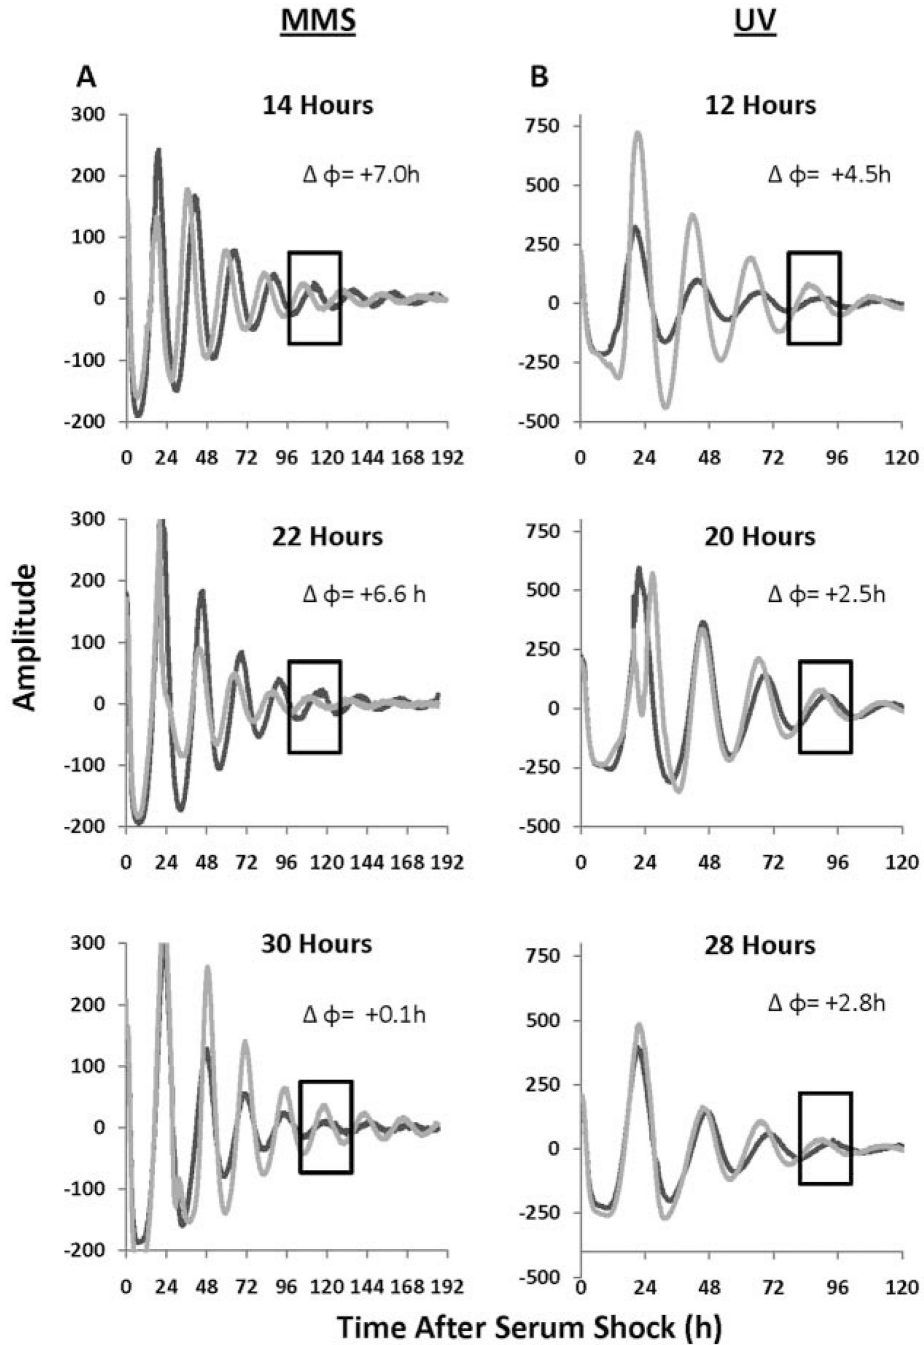 MMS
UV
A
B
14 Hours
Δ ϕ= +7.0h
300
200
100
0
-100
-200
0 24 48 72 96 120 144 168 192
12 Hours
Δ ϕ= +4.5h
750
500
250
0
-250
-500
0 24 48 72 96 120
Amplitude
22 Hours
Δ ϕ= +6.6 h
300
200
100
0
-100
-200
0 24 48 72 96 120 144 168 192
20 Hours
Δ ϕ= +2.5h
750
500
250
0
-250
-500
0 24 48 72 96 120
30 Hours
Δ ϕ= +0.1h
300
200
100
0
-100
-200
0 24 48 72 96 120 144 168 192
28 Hours
Δ ϕ= +2.8h
750
500
250
0
-250
-500
0 24 48 72 96 120
Time After Serum Shock (h)